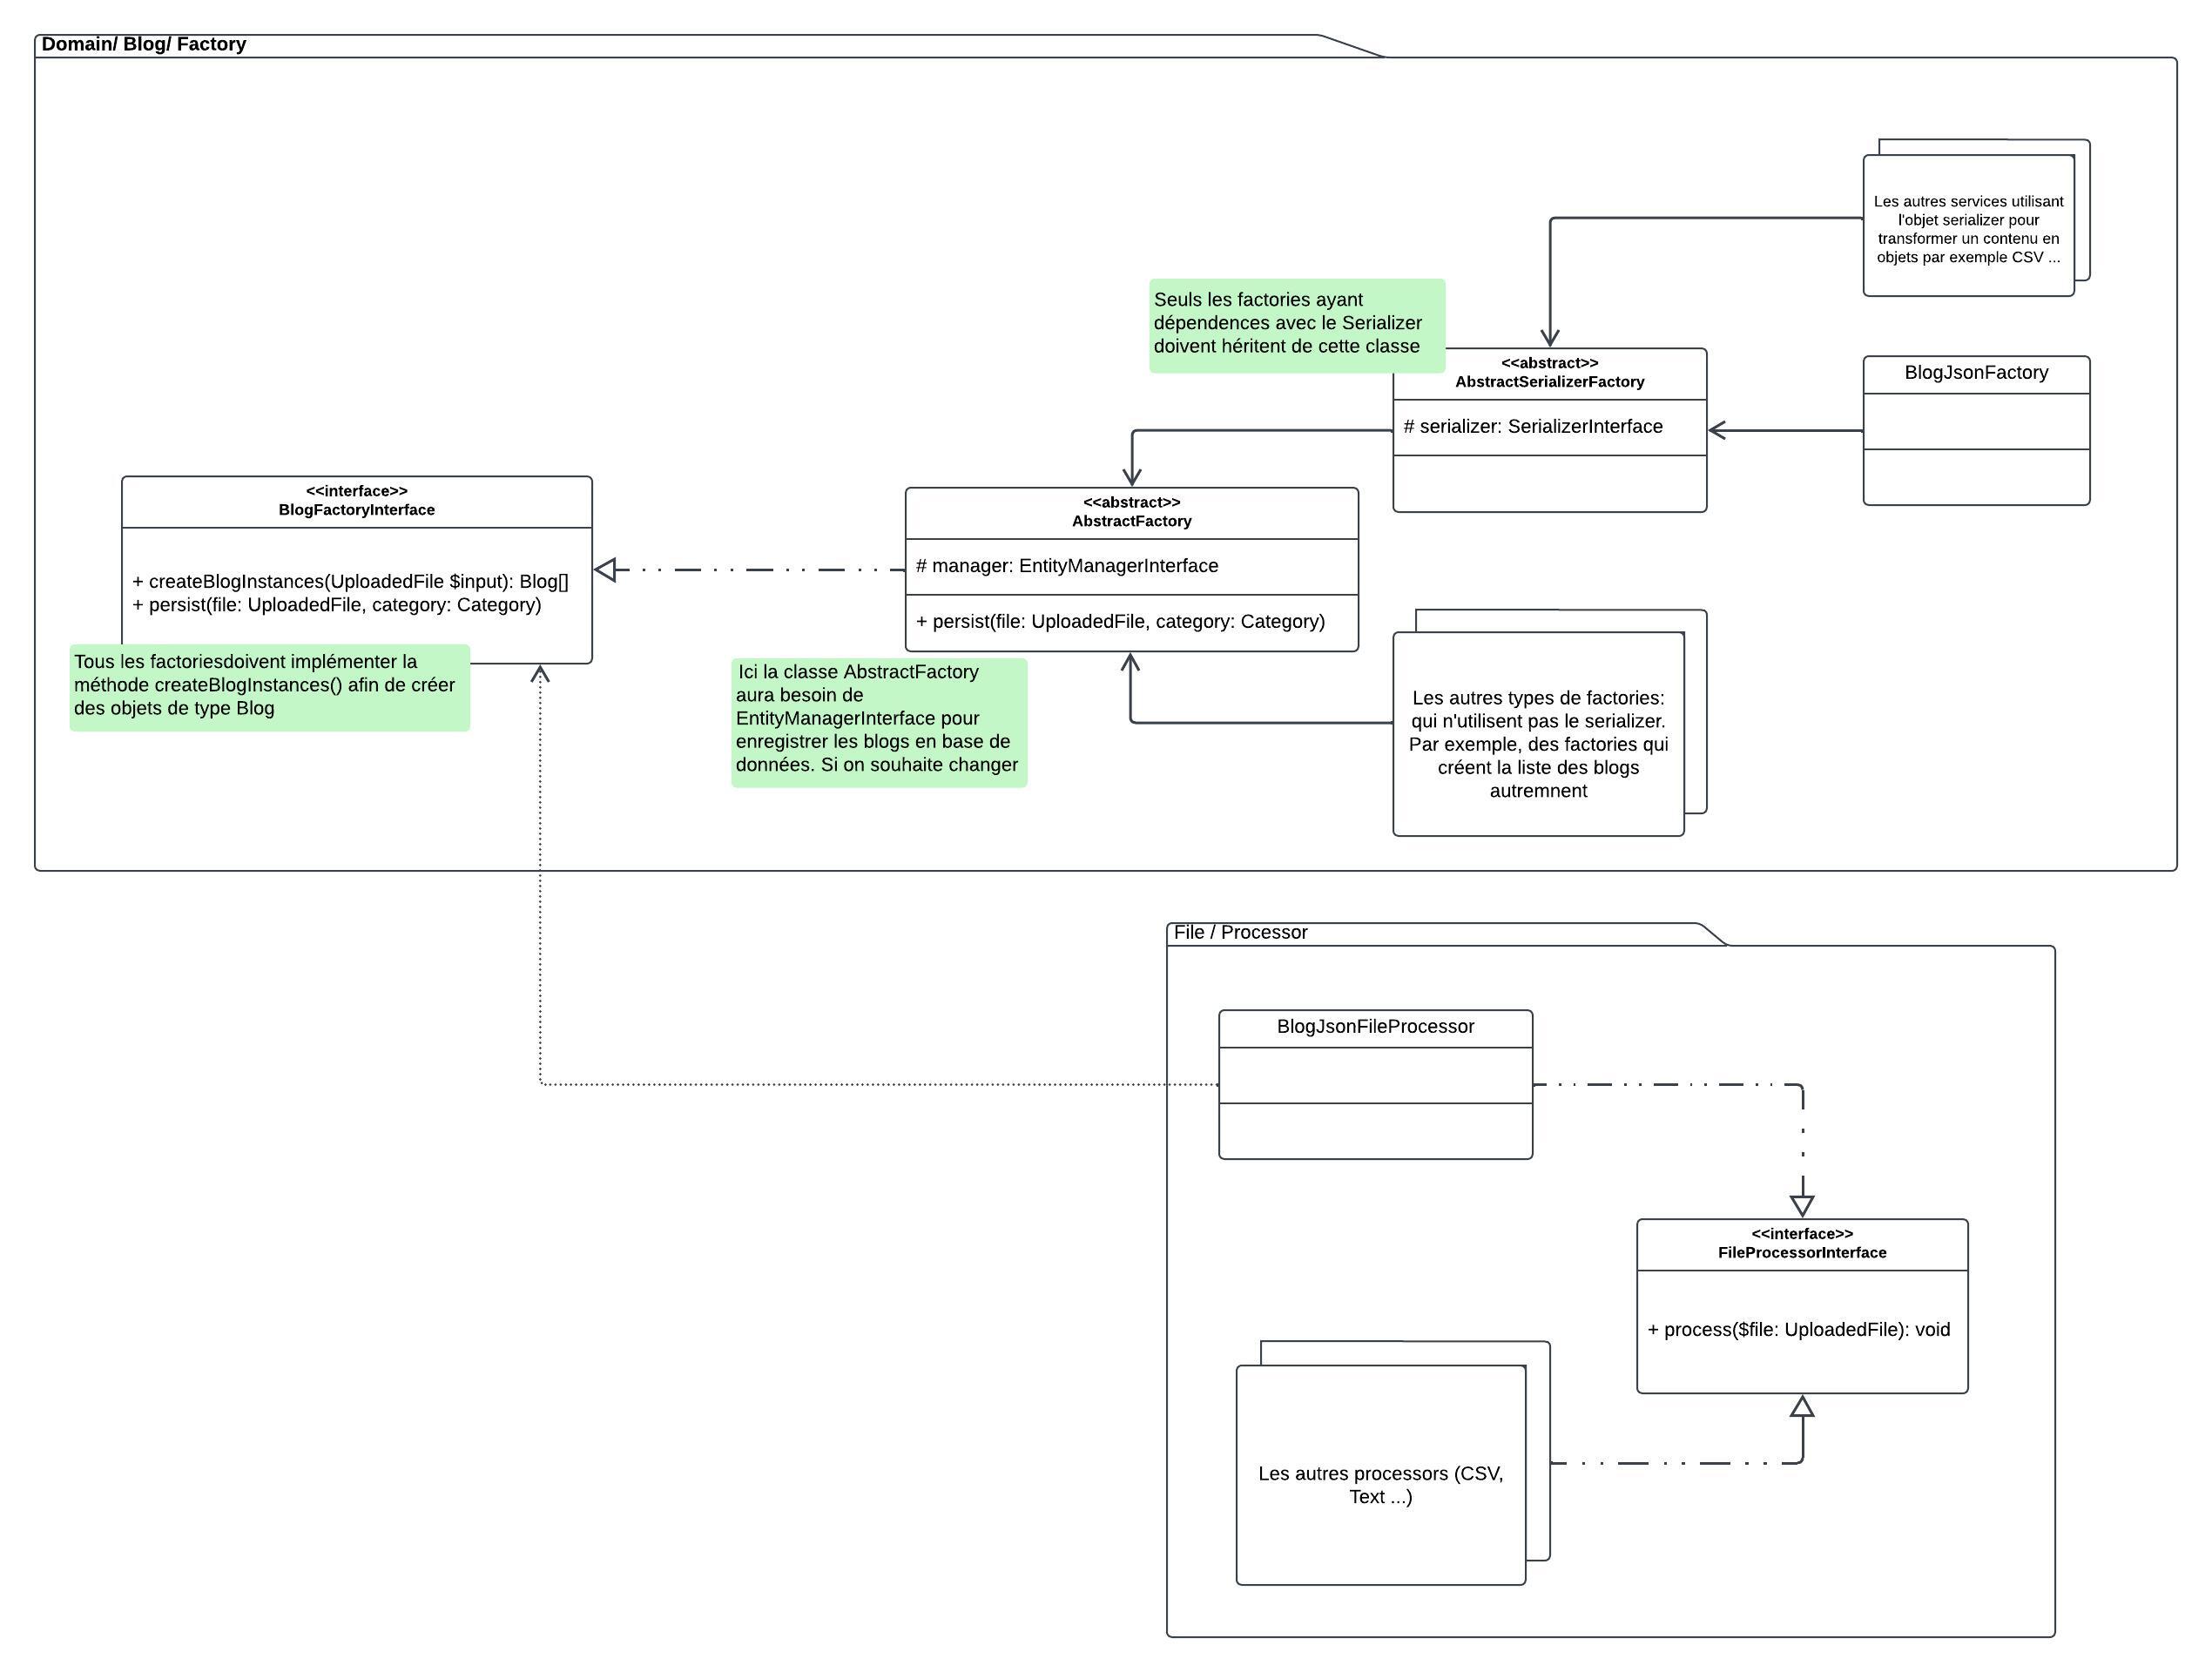 Domain/ Blog/ Factory
Les autres services utilisant
l'objet serializer pour
transformer un contenu en
objets par exemple CSV ...
Seuls les factories ayant
dépendences avec le Serializer
doivent héritent de cette classe
<<abstract>>
AbstractSerializerFactory
# serializer: SerializerInterface
BlogJsonFactory
<<interface>>
BlogFactoryInterface
+ createBlogInstances(UploadedFile $input): Blog[]
+ persist(file: UploadedFile, category: Category)
Tous les factoriesdoivent implémenter la
méthode createBlogInstances() afin de créer
des objets de type Blog
<<abstract>>
AbstractFactory
# manager: EntityManagerInterface
+ persist(file: UploadedFile, category: Category)
Ici la classe AbstractFactory
aura besoin de
EntityManagerInterface pour
enregistrer les blogs en base de
données. Si on souhaite changer
Les autres types de factories:
qui n'utilisent pas le serializer.
Par exemple, des factories qui
créent la liste des blogs
autremnent
File / Processor
BlogJsonFileProcessor
<<interface>>
FileProcessorInterface
+ process($file: UploadedFile): void
Les autres processors (CSV,
Text ...)